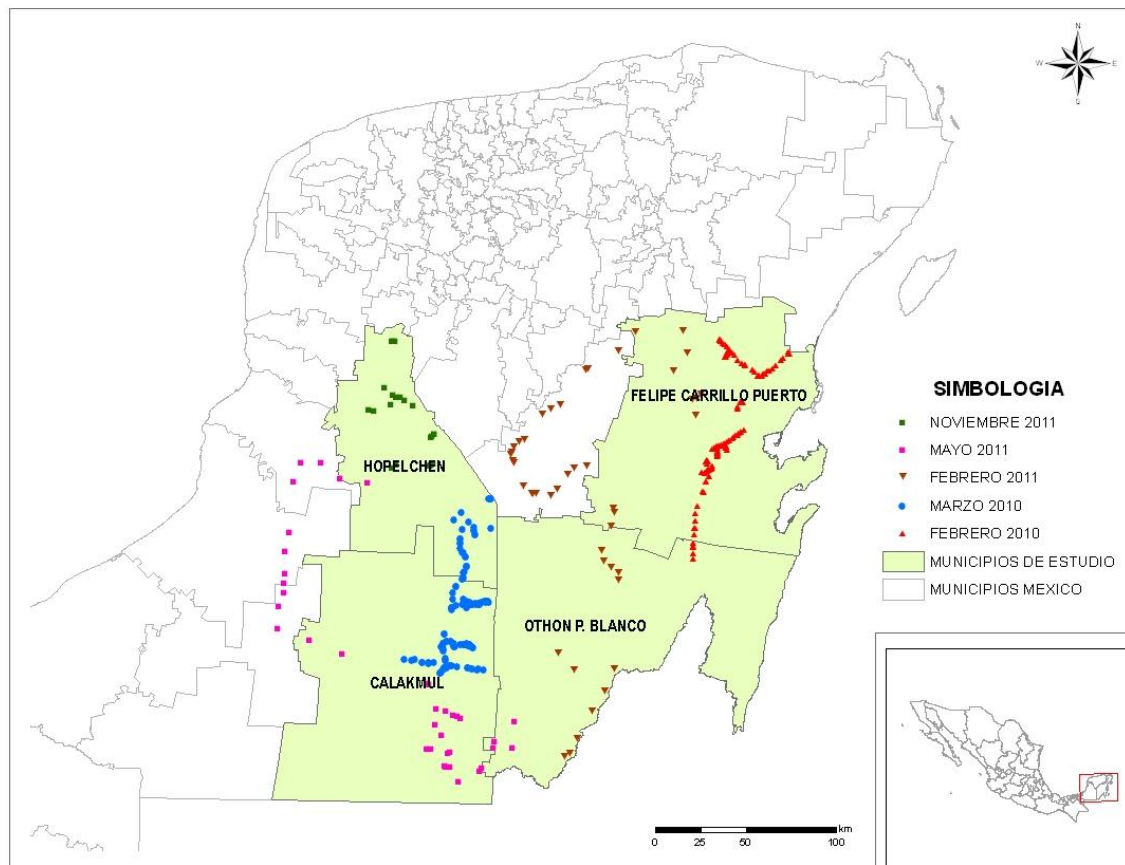 N
W E
S
FELIPE CARRILLO PUERTO
HOPELCHEN
OTHON P. BLANCO
CALAKMUL
SIMBOLOGIA
NOVIEMBRE 2011
MAYO 2011
FEBRERO 2011
MARZO 2010
FEBRERO 2010
MUNICIPIOS DE ESTUDIO
MUNICIPIOS MEXICO
km
0 25 50 100